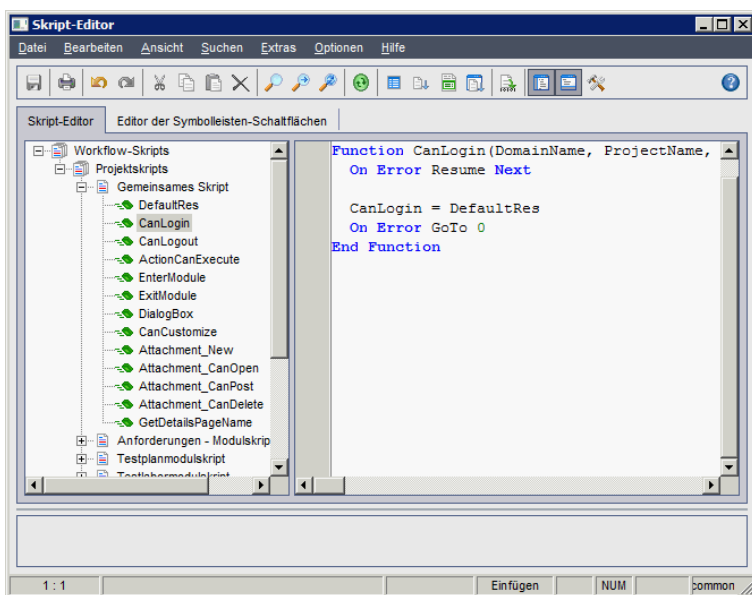 Skript-Editor
Datei Bearbeiten Ansicht Suchen Extras Optionen Hilfe
Skript-Editor Editor der Symbolleisten-Schaltflächen
Workflow-Skripts
Projektskripts
Gemeinsames Skript
DefaultRes
CanLogin
CanLogout
ActionCanExecute
EnterModule
ExitModule
DialogBox
CanCustomize
Attachment_New
Attachment_CanOpen
Attachment_CanPost
Attachment_CanDelete
GetDetailsPageName
Anforderungen - Modulskrip
Testplanmodulskript
Function CanLogin(DomainName, ProjectName,
On Error Resume Next
CanLogin = DefaultRes
On Error GoTo 0
End Function
1 : 1 Einfügen NUM common